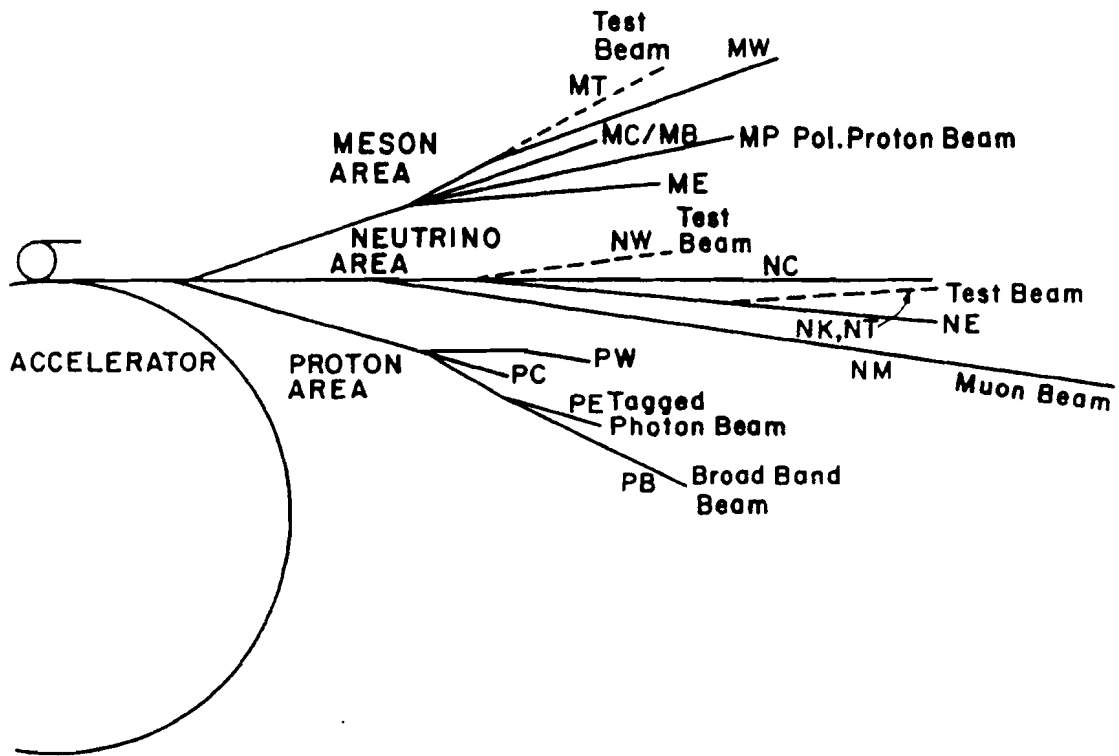 Test
Beam
MW
MT
MESON
AREA
MC/MB
MP Pol. Proton Beam
ME
NEUTRINO
AREA
NW
Test
Beam
NC
Test Beam
NK,NT
NE
NM
Muon Beam
ACCELERATOR
PROTON
AREA
PW
PC
PE Tagged
Photon Beam
PB
Broad Band
Beam